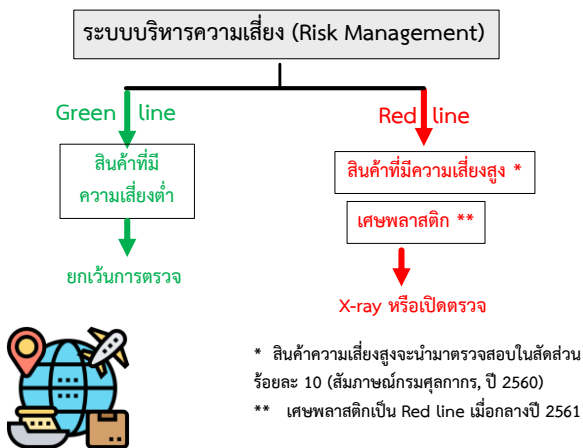 ระบบบริหารความเสี่ยง (Risk Management)
Green line
Red line
สินค้าที่มี
ความเสี่ยงต่ำ
สินค้าที่มีความเสี่ยงสูง *
เศษพลาสติก **
ยกเว้นการตรวจ
X-ray หรือเปิดตรวจ
* สินค้าความเสี่ยงสูงจะนำมาตรวจสอบในสัดส่วน
ร้อยละ 10 (สัมภาษณ์กรมศุลกากร, ปี 2560)
** เศษพลาสติกเป็น Red line เมื่อกลางปี 2561